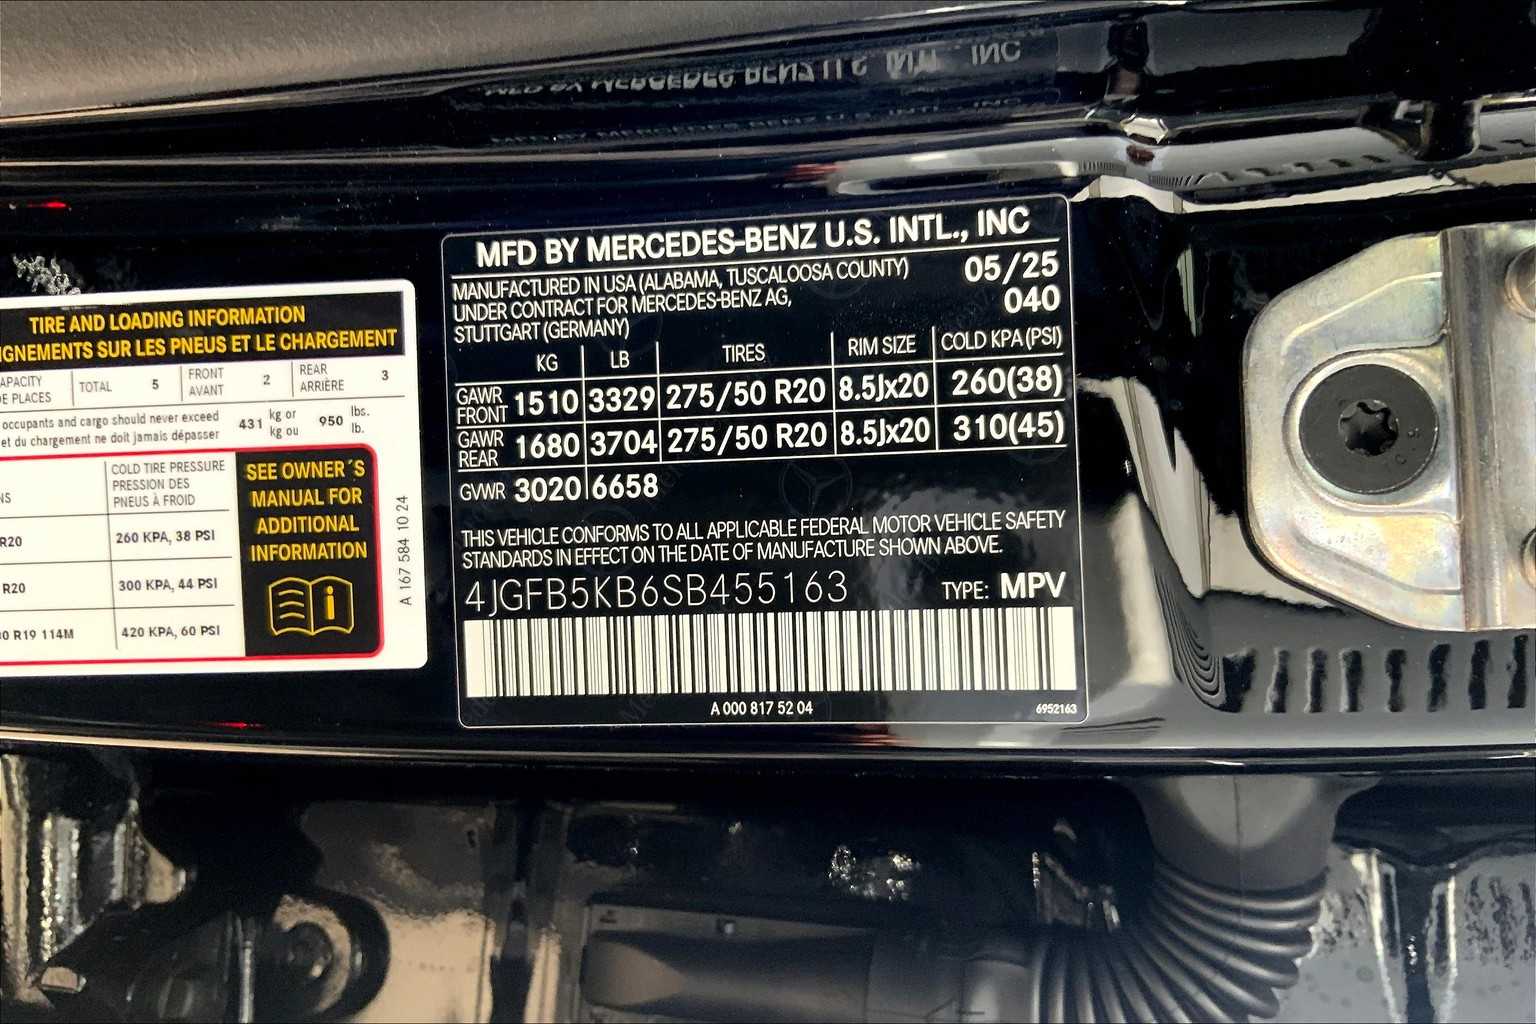 MFD BY MERCEDES-BENZ U.S. INTL., INC
MANUFACTURED IN USA (ALABAMA, TUSCALOOSA COUNTY) 05/25
UNDER CONTRACT FOR MERCEDES-BENZ AG, 040
STUTTGART (GERMANY)
KG LB TIRES RIM SIZE COLD KPA (PSI)
GAWR FRONT 1510 3329 275/50 R20 8.5Jx20 260(38)
GAWR REAR 1680 3704 275/50 R20 8.5Jx20 310(45)
GVWR 3020 6658
THIS VEHICLE CONFORMS TO ALL APPLICABLE FEDERAL MOTOR VEHICLE SAFETY
STANDARDS IN EFFECT ON THE DATE OF MANUFACTURE SHOWN ABOVE.
4JGFB5KB6SB455163 TYPE: MPV
A 000 817 52 04 6952163
TIRE AND LOADING INFORMATION
SUR LES PNEUS ET LE CHARGEMENT
TOTAL 5 FRONT 2 REAR 3
DE PLACES AVANT ARRIÈRE
occupants and cargo should never exceed 431 kg or 950 lbs.
et du chargement ne doit jamais dépasser kg ou lb.
COLD TIRE PRESSURE
PRESSION DES
PNEUS À FROID
R20 260 KPA, 38 PSI
R20 300 KPA, 44 PSI
R19 114M 420 KPA, 60 PSI
SEE OWNER´S
MANUAL FOR
ADDITIONAL
INFORMATION
A 167 584 10 24